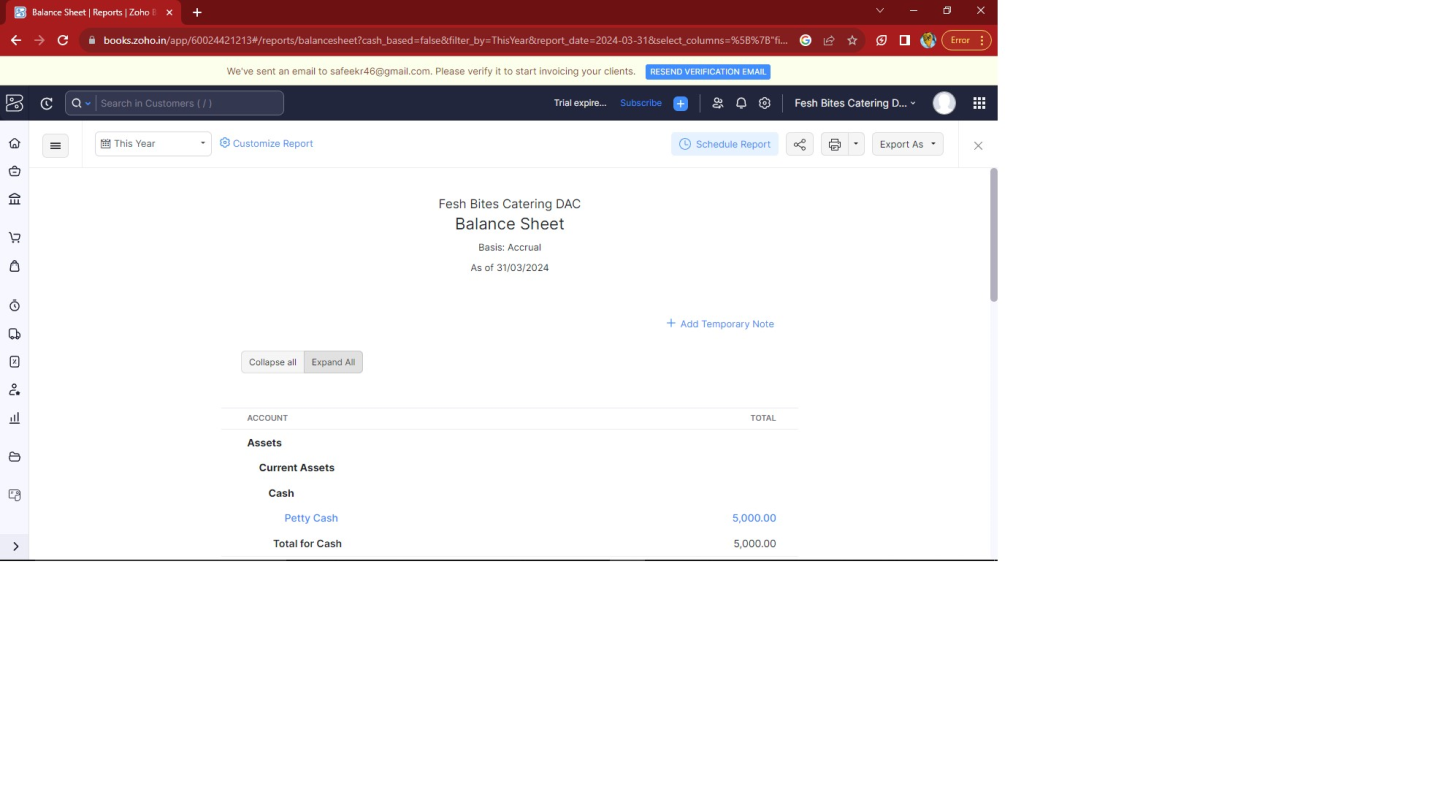 Balance Sheet | Reports | Zoho B
books.zoho.in/app/60024421213#/reports/balancesheet?cash_based=false&filter_by=ThisYear&report_date=2024-03-31&select_columns=%5B%7B"fi...
Error
We've sent an email to safeekr46@gmail.com. Please verify it to start invoicing your clients. RESEND VERIFICATION EMAIL
Search in Customers ( / )
Trial expire... Subscribe
Fesh Bites Catering D...
This Year
Customize Report
Schedule Report
Export As
Fesh Bites Catering DAC
Balance Sheet
Basis: Accrual
As of 31/03/2024
+ Add Temporary Note
Collapse all Expand All
ACCOUNT TOTAL
Assets
Current Assets
Cash
Petty Cash 5,000.00
Total for Cash 5,000.00